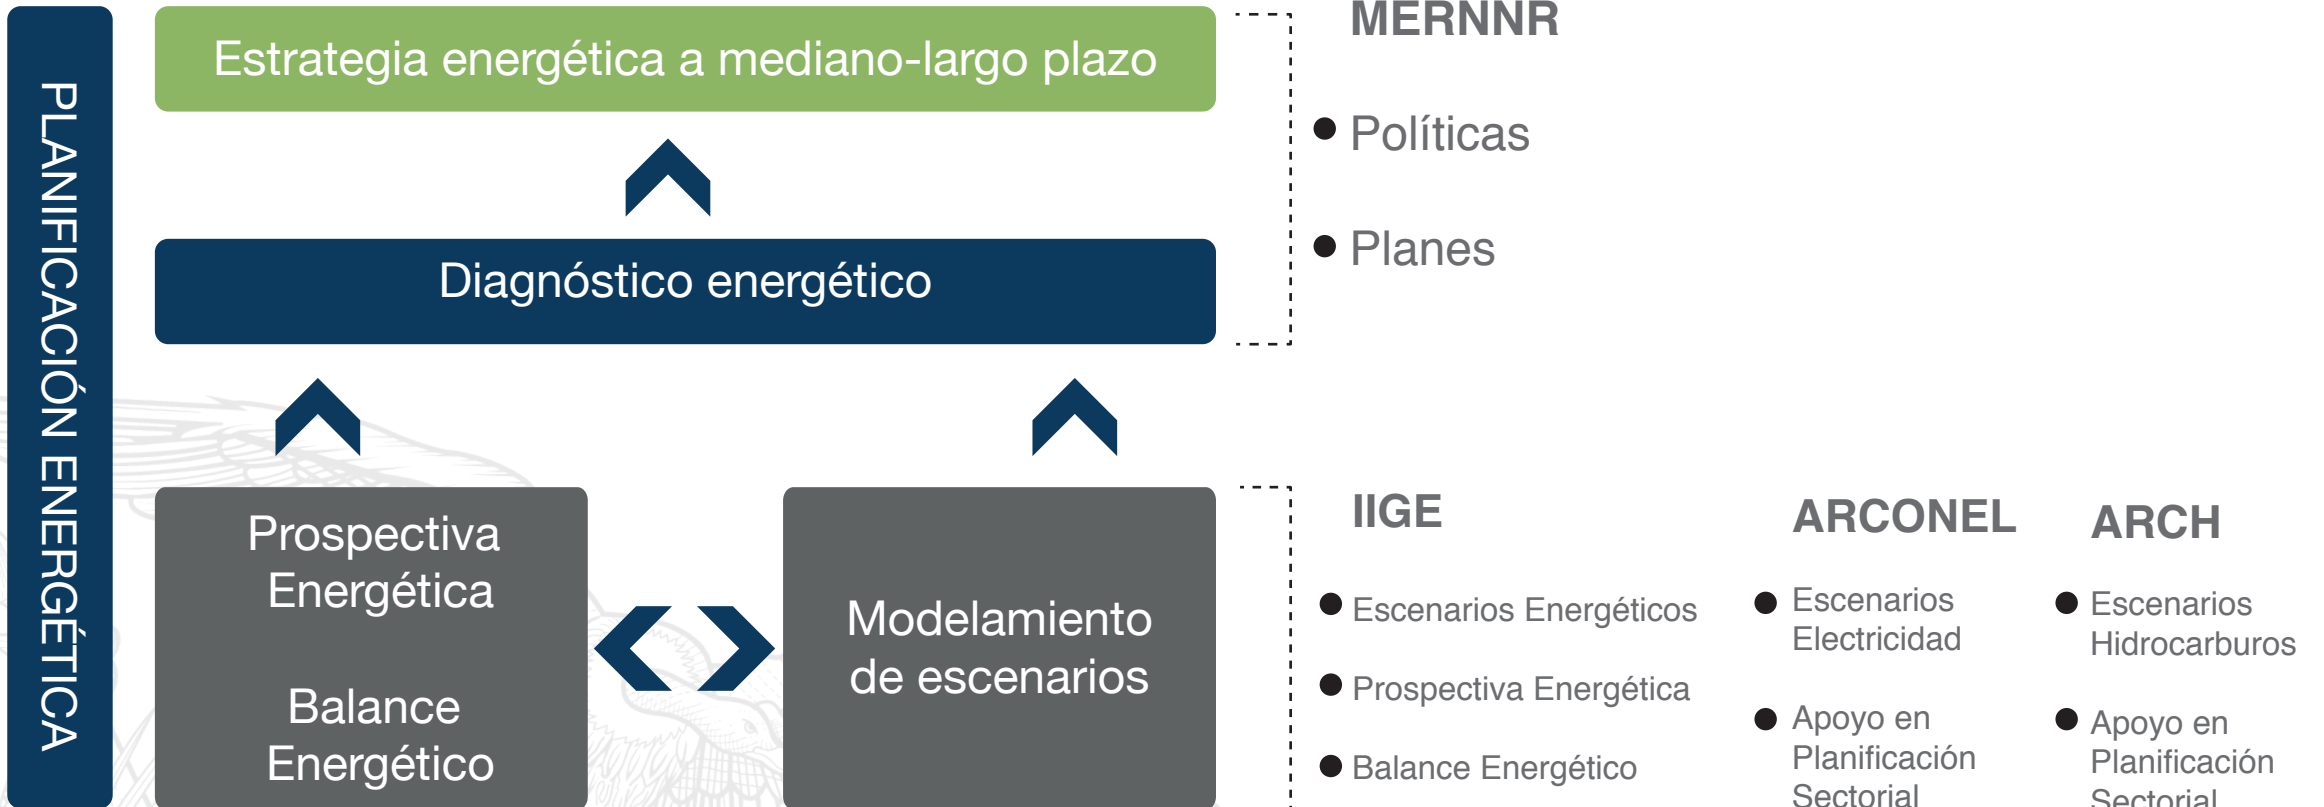 PLANIFICACIÓN ENERGÉTICA
Estrategia energética a mediano-largo plazo
Diagnóstico energético
Prospectiva
Energética
Balance
Energético
Modelamiento
de escenarios
MERNNR
● Políticas
● Planes
IIGE
● Escenarios Energéticos
● Prospectiva Energética
● Balance Energético
ARCONEL
● Escenarios
Electricidad
● Apoyo en
Planificación
Sectorial
ARCH
● Escenarios
Hidrocarburos
● Apoyo en
Planificación
Sectorial